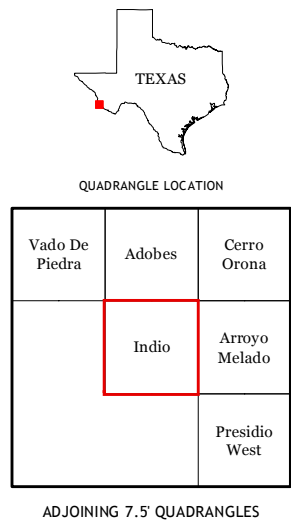 TEXAS
QUADRANGLE LOCATION
Vado De
Piedra
Adobes
Cerro
Orona
Indio
Arroyo
Melado
Presidio
West
ADJOINING 7.5' QUADRANGLES